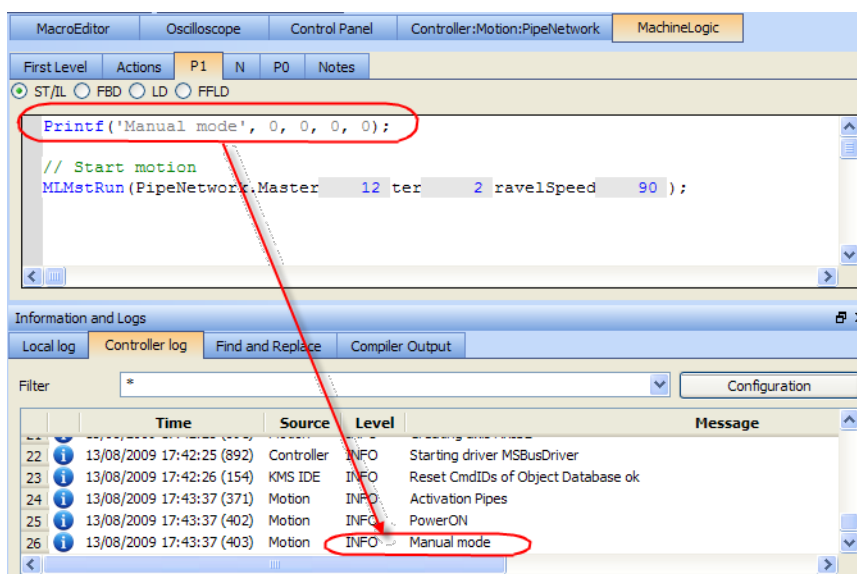 MacroEditor Oscilloscope Control Panel Controller:Motion:PipeNetwork MachineLogic
First Level Actions P1 N P0 Notes
ST/IL FBD LD FFLD
Printf('Manual mode', 0, 0, 0, 0);
// Start motion
MLMstRun(PipeNetwork.Master 12 ter 2 ravelSpeed 90 );
Information and Logs
Local log Controller log Find and Replace Compiler Output
Filter * Configuration
Time Source Level Message
22 13/08/2009 17:42:25 (892) Controller INFO Starting driver MSBusDriver
23 13/08/2009 17:42:26 (154) KMS IDE INFO Reset CmdIDs of Object Database ok
24 13/08/2009 17:43:37 (371) Motion INFO Activation Pipes
25 13/08/2009 17:43:37 (402) Motion INFO PowerON
26 13/08/2009 17:43:37 (403) Motion INFO Manual mode